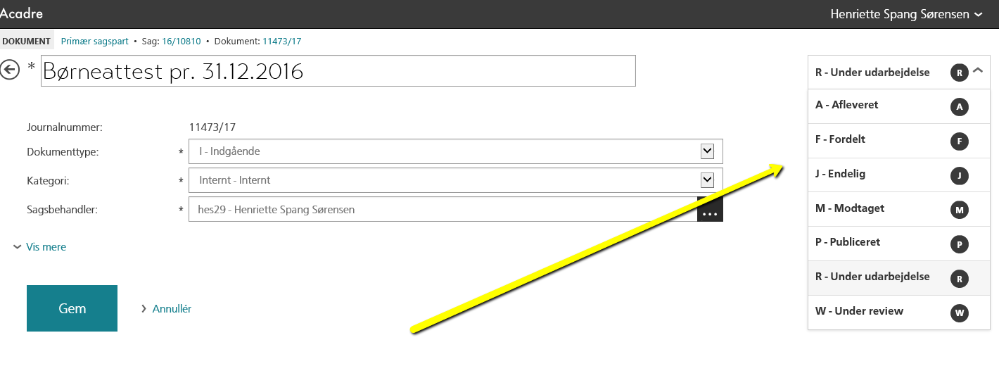 Acadre
Henriette Spang Sørensen
DOKUMENT Primær sagspart • Sag: 16/10810 • Dokument: 11473/17
* Børneattest pr. 31.12.2016
Journalnummer: 11473/17
Dokumenttype: * I - Indgående
Kategori: * Internt - Internt
Sagsbehandler: * hes29 - Henriette Spang Sørensen ...
Vis mere
Gem
Annullér
R - Under udarbejdelse R
A - Afleveret A
F - Fordelt F
J - Endelig J
M - Modtaget M
P - Publiceret P
R - Under udarbejdelse R
W - Under review W